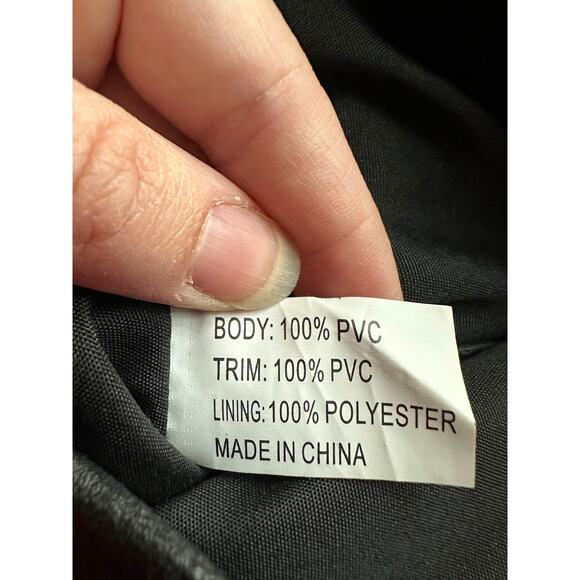 BODY: 100% PVC
TRIM: 100% PVC
LINING:100% POLYESTER
MADE IN CHINA